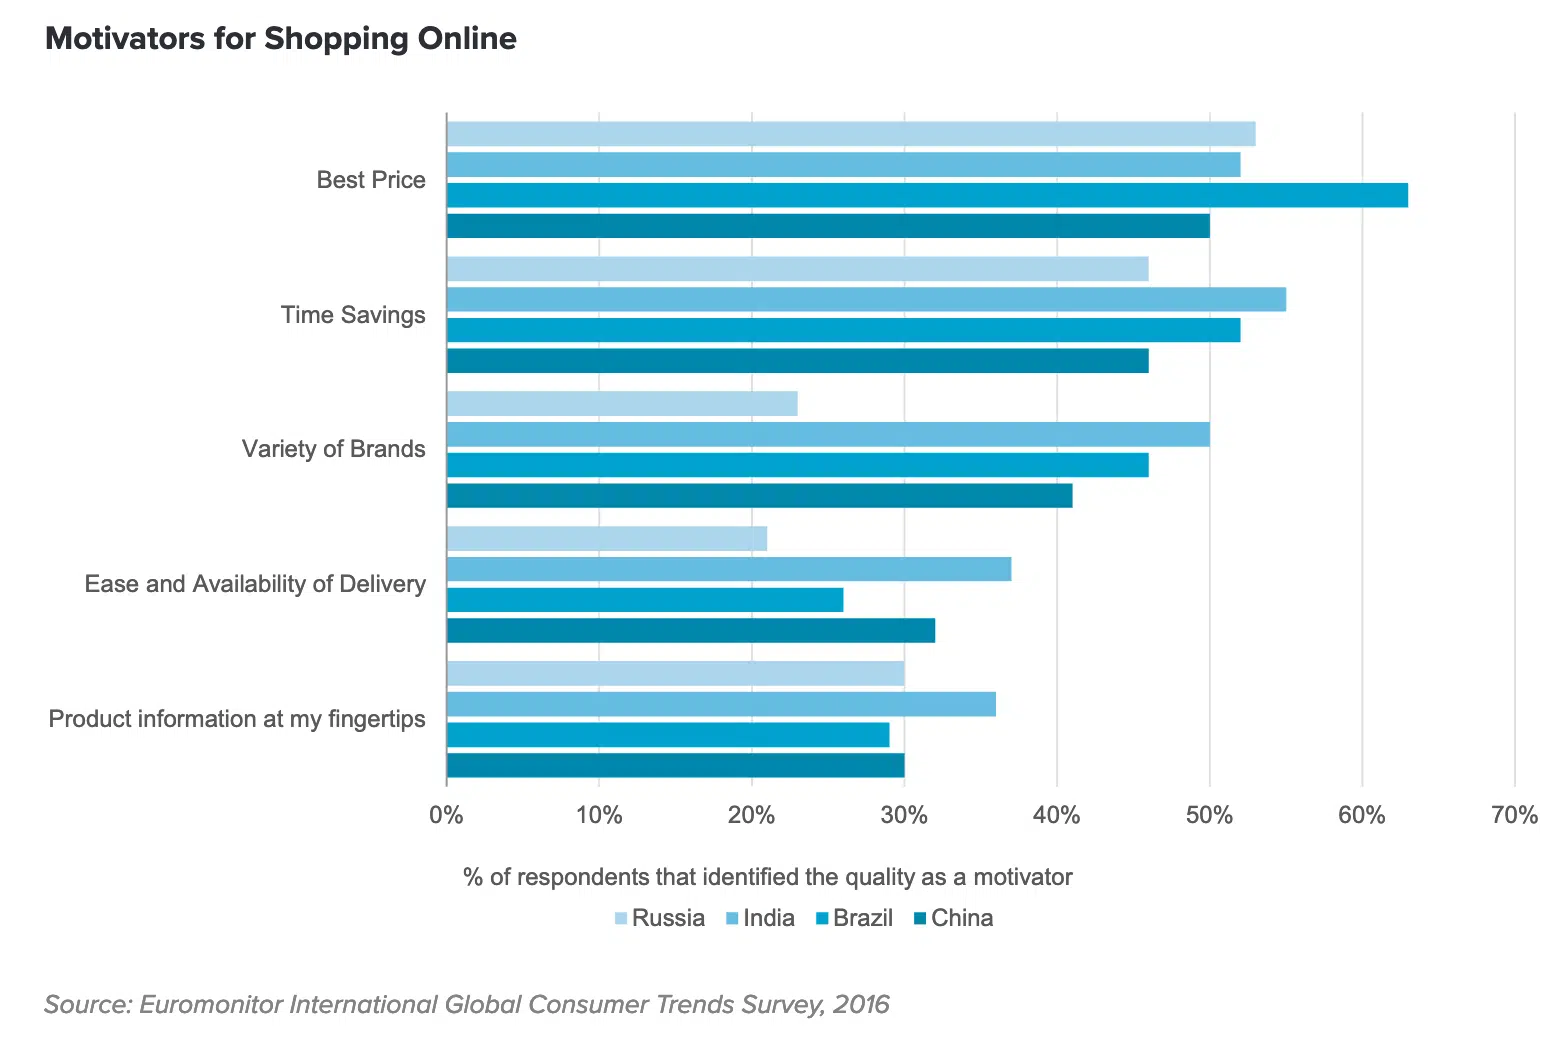 Motivators for Shopping Online
Best Price
Time Savings
Variety of Brands
Ease and Availability of Delivery
Product information at my fingertips
0% 10% 20% 30% 40% 50% 60% 70%
% of respondents that identified the quality as a motivator
Russia India Brazil China
Source: Euromonitor International Global Consumer Trends Survey, 2016